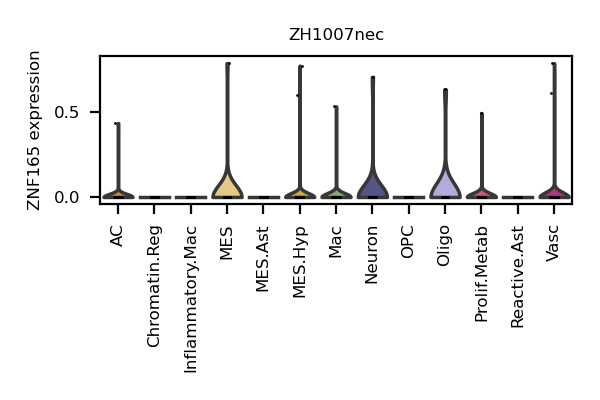 ZH1007nec
ZNF165 expression
0.5
0.0
AC
Chromatin.Reg
Inflammatory.Mac
MES
MES.Ast
MES.Hyp
Mac
Neuron
OPC
Oligo
Prolif.Metab
Reactive.Ast
Vasc